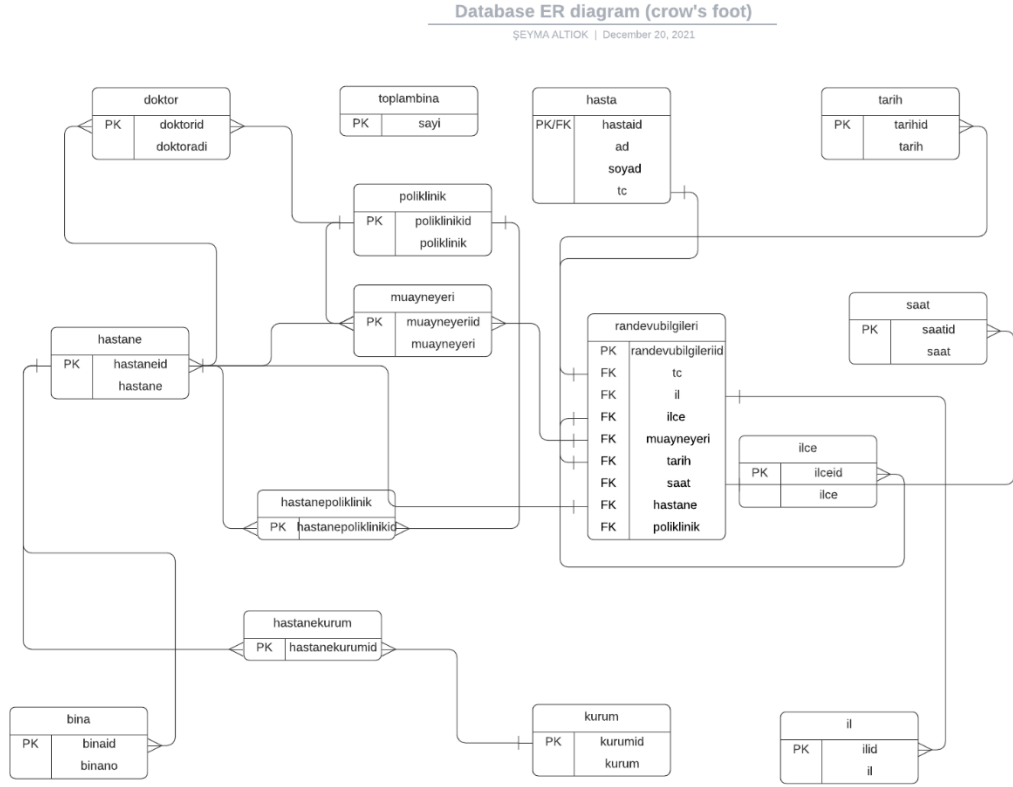 Database ER diagram (crow's foot)
ŞEYMA ALTIOK | December 20, 2021
doktor
PK doktorid
doktoradi
toplambina
PK sayi
hasta
PK/FK hastaid
ad
soyad
tc
tarih
PK tarihid
tarih
poliklinik
PK poliklinikid
poliklinik
muayneyeri
PK muayneyeriid
muayneyeri
saat
PK saatid
saat
hastane
PK hastaneid
hastane
randevubilgileri
PK randevubilgileriid
FK tc
FK il
FK ilce
FK muayneyeri
FK tarih
FK saat
FK hastane
FK poliklinik
ilce
PK ilceid
ilce
hastanepoliklinik
PK hastanepoliklinikid
hastanekurum
PK hastanekurumid
bina
PK binaid
binano
kurum
PK kurumid
kurum
il
PK ilid
il